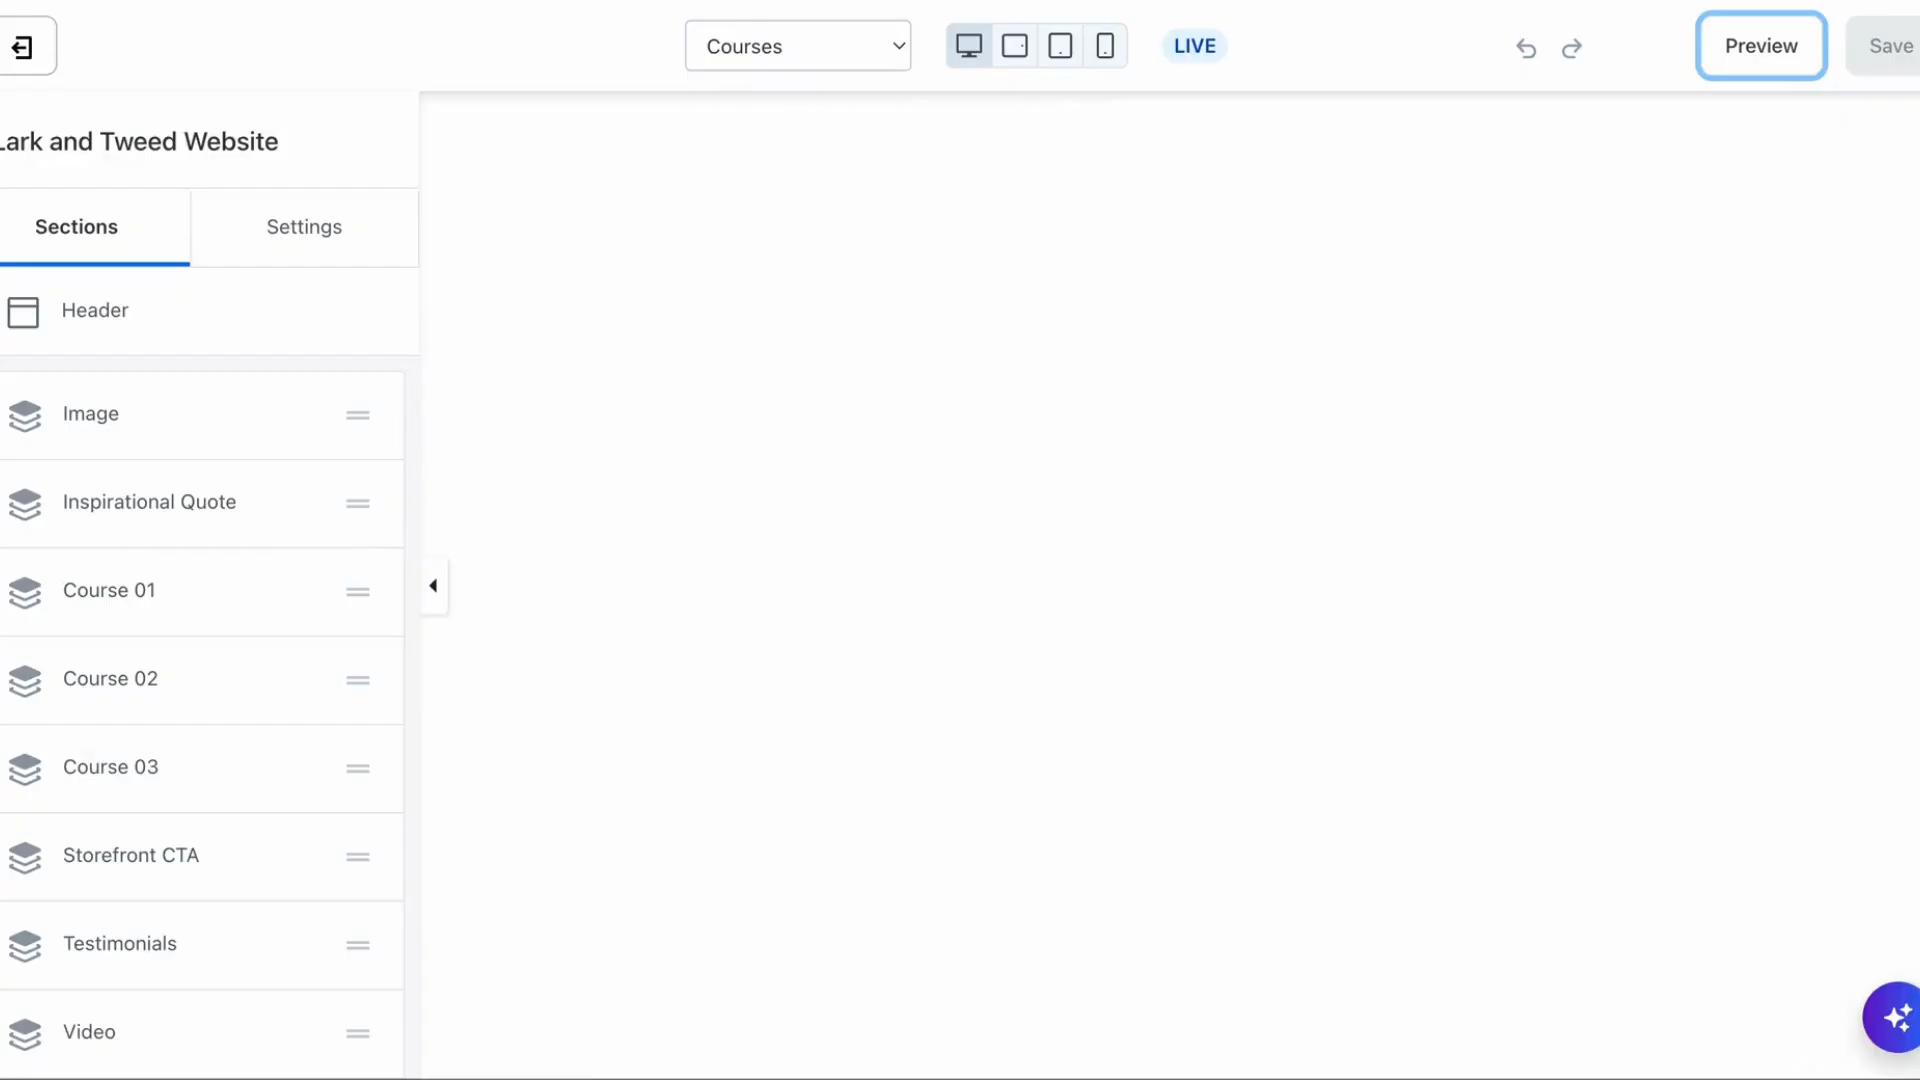 Courses
LIVE
Preview
Save
Lark and Tweed Website
Sections
Settings
Header
Image
Inspirational Quote
Course 01
Course 02
Course 03
Storefront CTA
Testimonials
Video